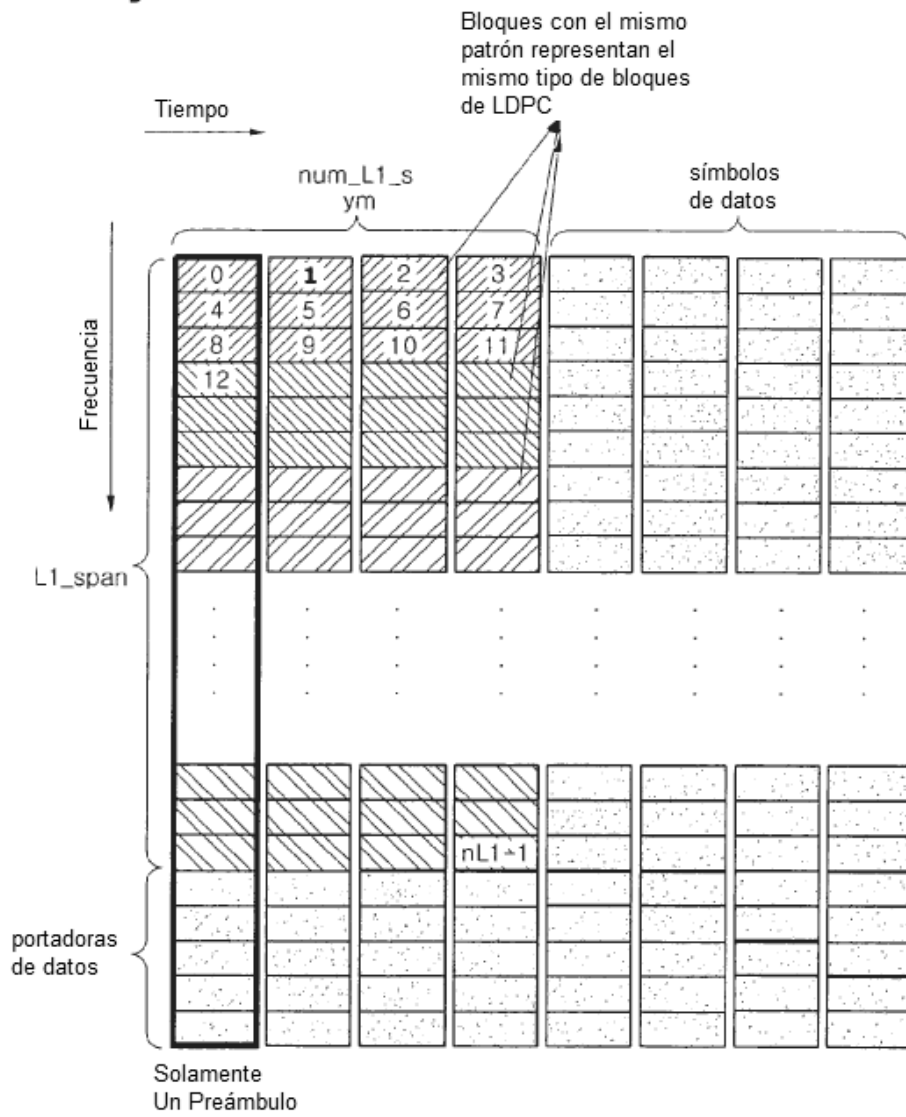 Bloques con el mismo
patrón representan el
mismo tipo de bloques
de LDPC
Tiempo
num_L1_s
ym
símbolos
de datos
Frecuencia
0 1 2 3
4 5 6 7
8 9 10 11
12
L1_span
nL1-1
portadoras
de datos
Solamente
Un Preámbulo